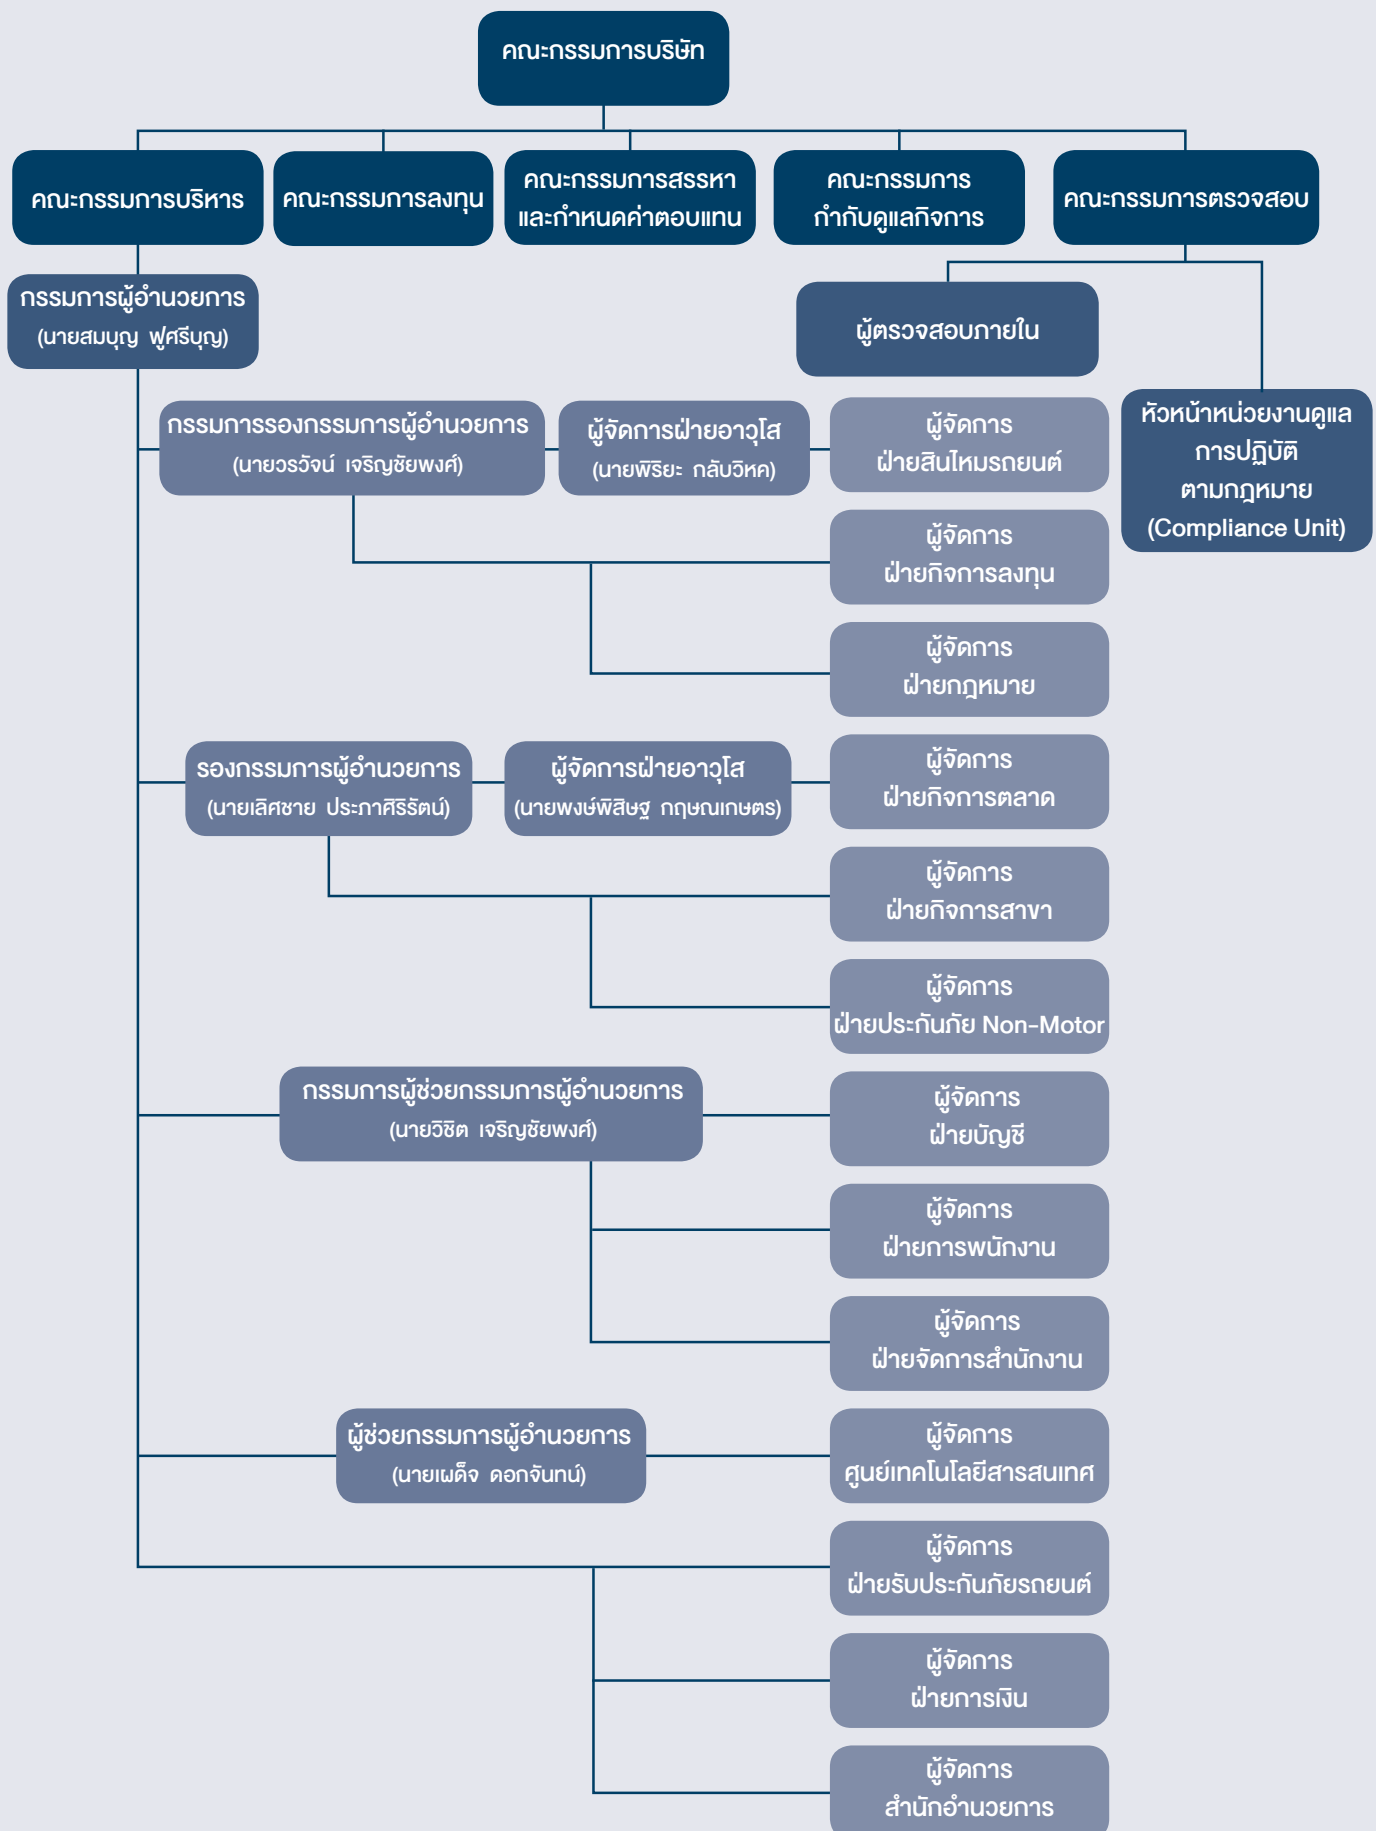 คณะกรรมการบริษัท
คณะกรรมการบริหาร
คณะกรรมการลงทุน
คณะกรรมการสรรหา
และกำหนดค่าตอบแทน
คณะกรรมการ
กำกับดูแลกิจการ
คณะกรรมการตรวจสอบ
กรรมการผู้อำนวยการ
(นายสมบุญ ฟูศรีบุญ)
ผู้ตรวจสอบภายใน
หัวหน้าหน่วยงานดูแล
การปฏิบัติ
ตามกฎหมาย
(Compliance Unit)
กรรมการรองกรรมการผู้อำนวยการ
(นายวรวัจน์ เจริญชัยพงศ์)
ผู้จัดการฝ่ายอาวุโส
(นายพิริยะ กลับวิหค)
ผู้จัดการ
ฝ่ายสินไหมรถยนต์
ผู้จัดการ
ฝ่ายกิจการลงทุน
ผู้จัดการ
ฝ่ายกฎหมาย
รองกรรมการผู้อำนวยการ
(นายเลิศชาย ประภาศิริรัตน์)
ผู้จัดการฝ่ายอาวุโส
(นายพงษ์พิสิษฐ กฤษณเกษตร)
ผู้จัดการ
ฝ่ายกิจการตลาด
ผู้จัดการ
ฝ่ายกิจการสาขา
ผู้จัดการ
ฝ่ายประกันภัย Non-Motor
กรรมการผู้ช่วยกรรมการผู้อำนวยการ
(นายวิชิต เจริญชัยพงศ์)
ผู้จัดการ
ฝ่ายบัญชี
ผู้จัดการ
ฝ่ายการพนักงาน
ผู้จัดการ
ฝ่ายจัดการสำนักงาน
ผู้ช่วยกรรมการผู้อำนวยการ
(นายเผด็จ ดอกจันทน์)
ผู้จัดการ
ศูนย์เทคโนโลยีสารสนเทศ
ผู้จัดการ
ฝ่ายรับประกันภัยรถยนต์
ผู้จัดการ
ฝ่ายการเงิน
ผู้จัดการ
สำนักอำนวยการ